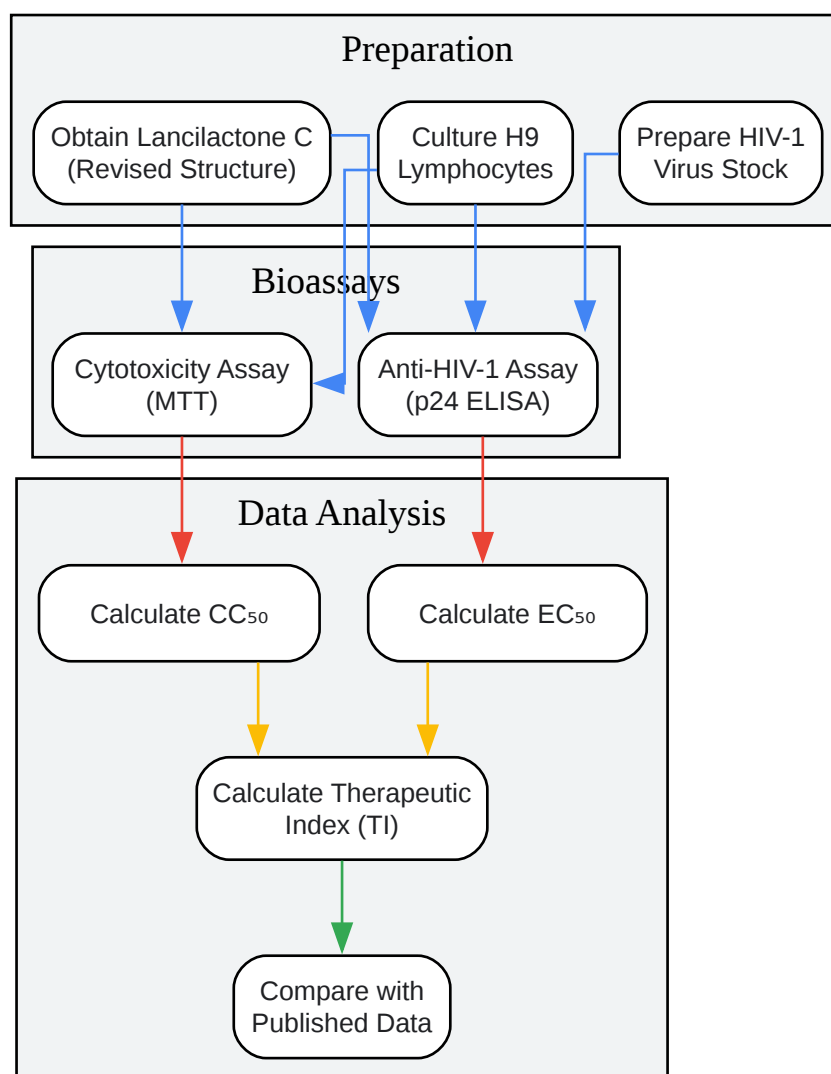 Preparation
Obtain Lancilactone C
(Revised Structure)
Culture H9
Lymphocytes
Prepare HIV-1
Virus Stock
Bioassays
Cytotoxicity Assay
(MTT)
Anti-HIV-1 Assay
(p24 ELISA)
Data Analysis
Calculate CC₅₀
Calculate EC₅₀
Calculate Therapeutic
Index (TI)
Compare with
Published Data